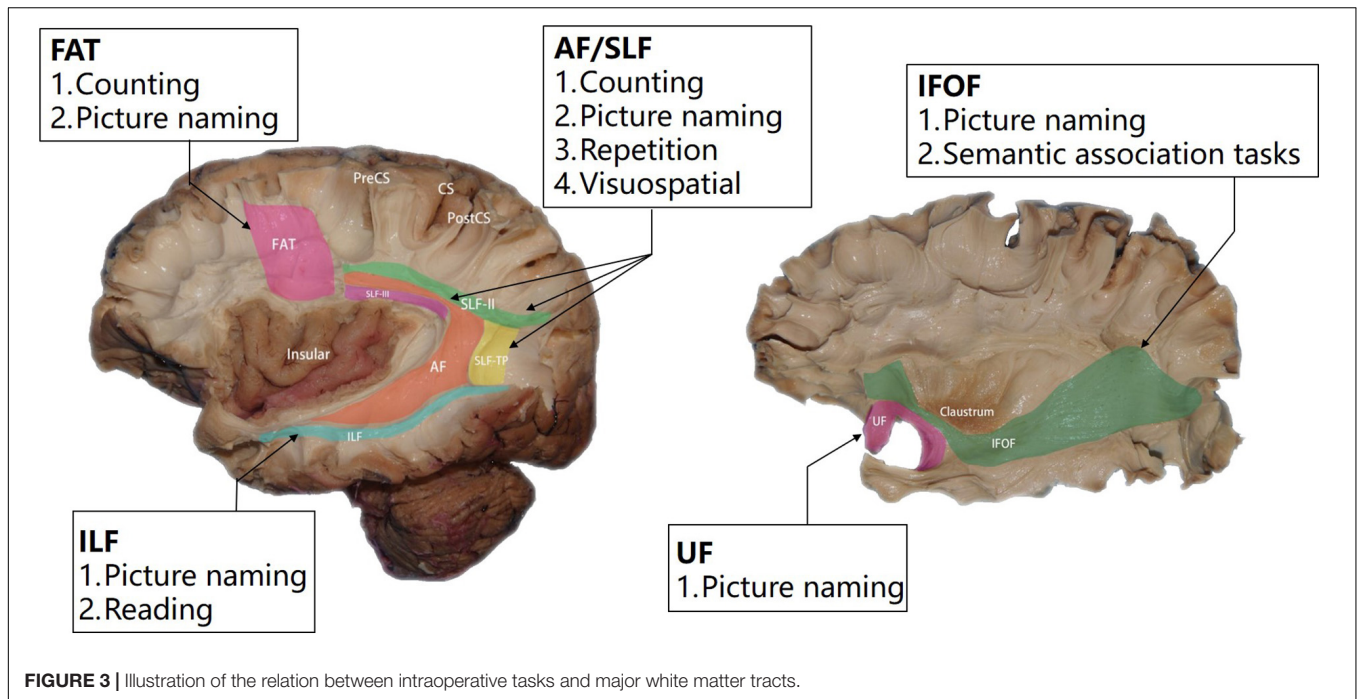 FAT
1.Counting
2.Picture naming
AF/SLF
1.Counting
2.Picture naming
3.Repetition
4.Visuospatial
IFOF
1.Picture naming
2.Semantic association tasks
PreCS
CS
PostCS
FAT
SLF-III
SLF-II
Insular
AF
SLF-TP
ILF
Claustrum
UF
IFOF
ILF
1.Picture naming
2.Reading
UF
1.Picture naming
FIGURE 3 | Illustration of the relation between intraoperative tasks and major white matter tracts.